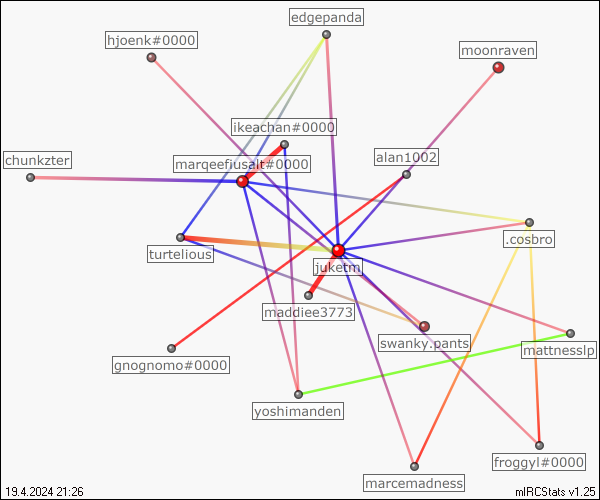 edgepanda
hjoenk#0000
moonraven
ikeachan#0000
alan1002
chunkzter
marqeefiusalt#0000
.cosbro
turtelious
juketm
maddiee3773
swanky.pants
mattnesslp
gnognomo#0000
yoshimanden
froggyl#0000
marcemadness
19.4.2024 21:26
mIRCStats v1.25